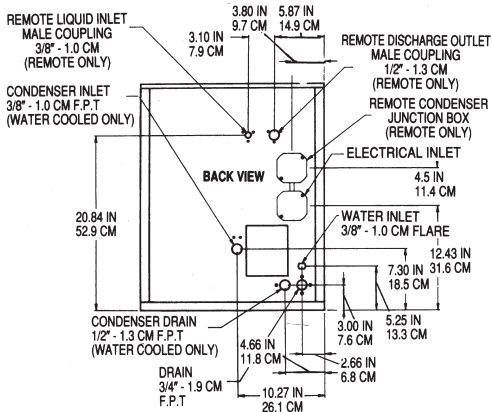 REMOTE LIQUID INLET
MALE COUPLING
3/8" - 1.0 CM
(REMOTE ONLY)
3.10 IN
7.9 CM
3.80 IN
9.7 CM
5.87 IN
14.9 CM
REMOTE DISCHARGE OUTLET
MALE COUPLING
1/2" - 1.3 CM
(REMOTE ONLY)
CONDENSER INLET
3/8" - 1.0 CM F.P.T
(WATER COOLED ONLY)
REMOTE CONDENSER
JUNCTION BOX
(REMOTE ONLY)
ELECTRICAL INLET
BACK VIEW
4.5 IN
11.4 CM
20.84 IN
52.9 CM
WATER INLET
3/8" - 1.0 CM FLARE
12.43 IN
31.6 CM
7.30 IN
18.5 CM
5.25 IN
13.3 CM
3.00 IN
7.6 CM
CONDENSER DRAIN
1/2" - 1.3 CM F.P.T
(WATER COOLED ONLY)
4.66 IN
11.8 CM
2.66 IN
6.8 CM
DRAIN
3/4" - 1.9 CM
F.P.T
10.27 IN
26.1 CM